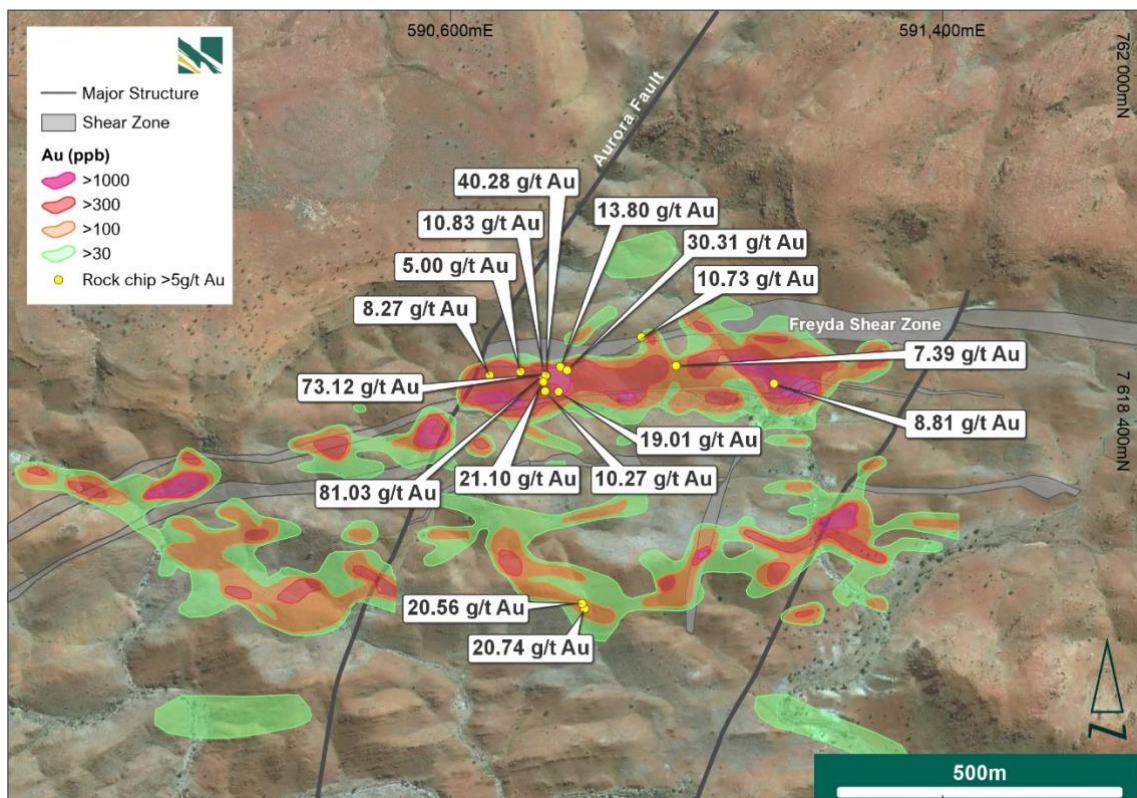 590,600mE
591,400mE
762 000mN
Major Structure
Shear Zone
Au (ppb)
>1000
>300
>100
>30
Rock chip >5g/t Au
Aurora Fault
40.28 g/t Au
10.83 g/t Au
13.80 g/t Au
5.00 g/t Au
30.31 g/t Au
10.73 g/t Au
8.27 g/t Au
Freyda Shear Zone
7.39 g/t Au
73.12 g/t Au
8.81 g/t Au
19.01 g/t Au
7 618 400mN
81.03 g/t Au
21.10 g/t Au
10.27 g/t Au
20.56 g/t Au
20.74 g/t Au
N
500m